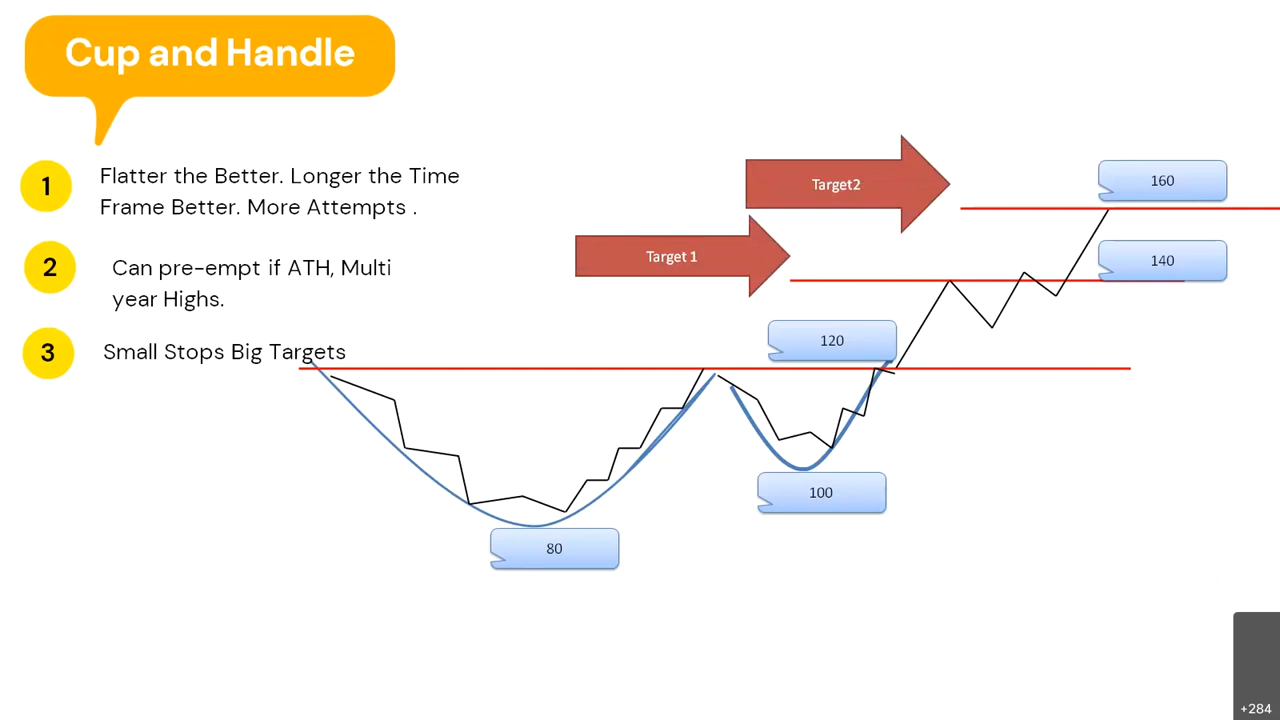 Cup and Handle
1
Flatter the Better. Longer the Time
Frame Better. More Attempts .
2
Can pre-empt if ATH, Multi
year Highs.
3
Small Stops Big Targets
Target2
160
Target 1
140
120
100
80
+284